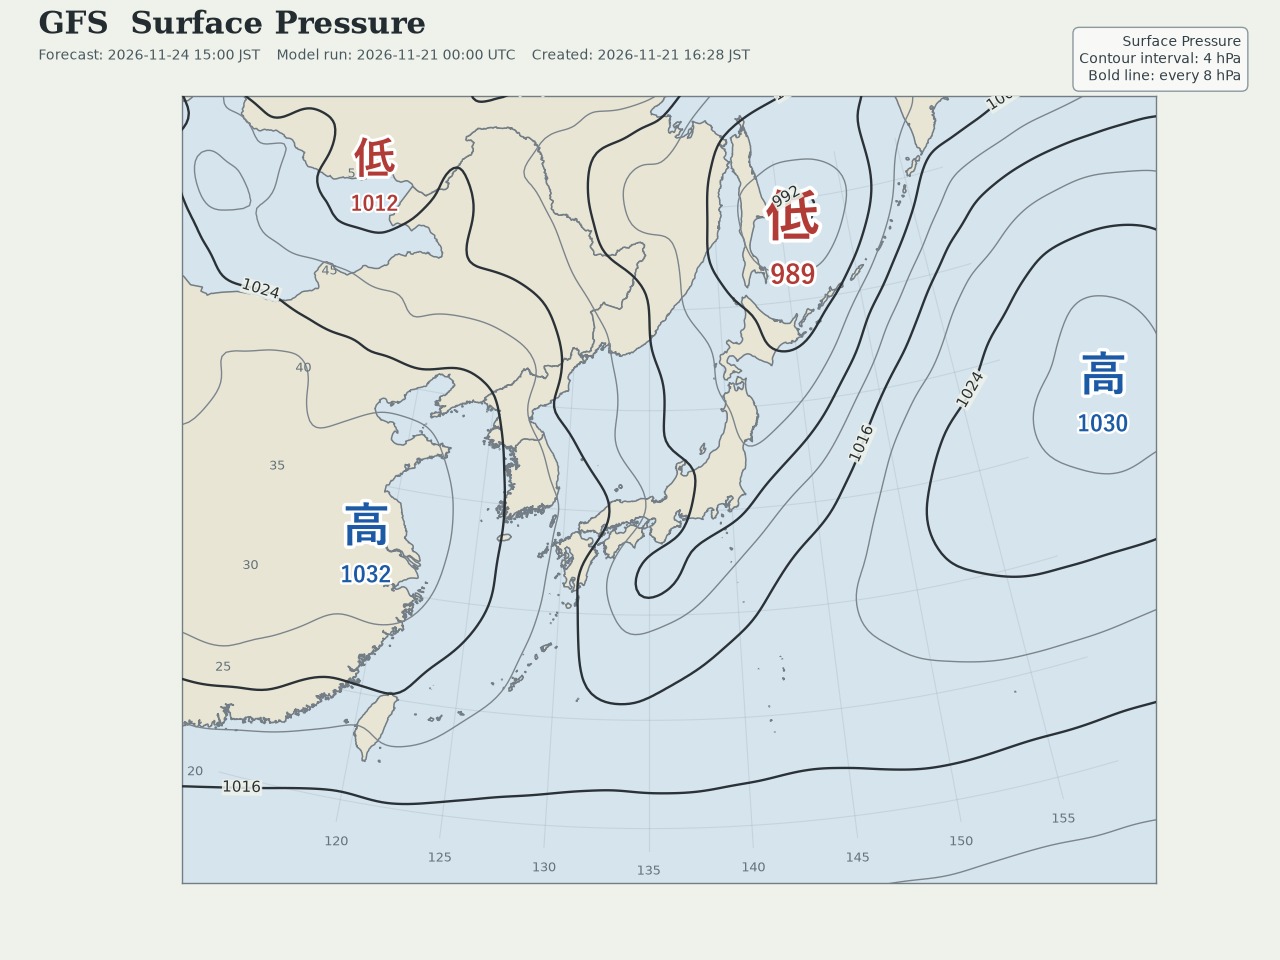 GFS  Surface Pressure
Forecast: 2026-11-24 15:00 JST    Model run: 2026-11-21 00:00 UTC    Created: 2026-11-21 16:28 JST
Surface Pressure
Contour interval: 4 hPa
Bold line: every 8 hPa
低
1012
992
低
989
45
1024
40
高
1030
1024
1016
35
高
1032
30
25
20
1016
120
125
130
135
140
145
150
155